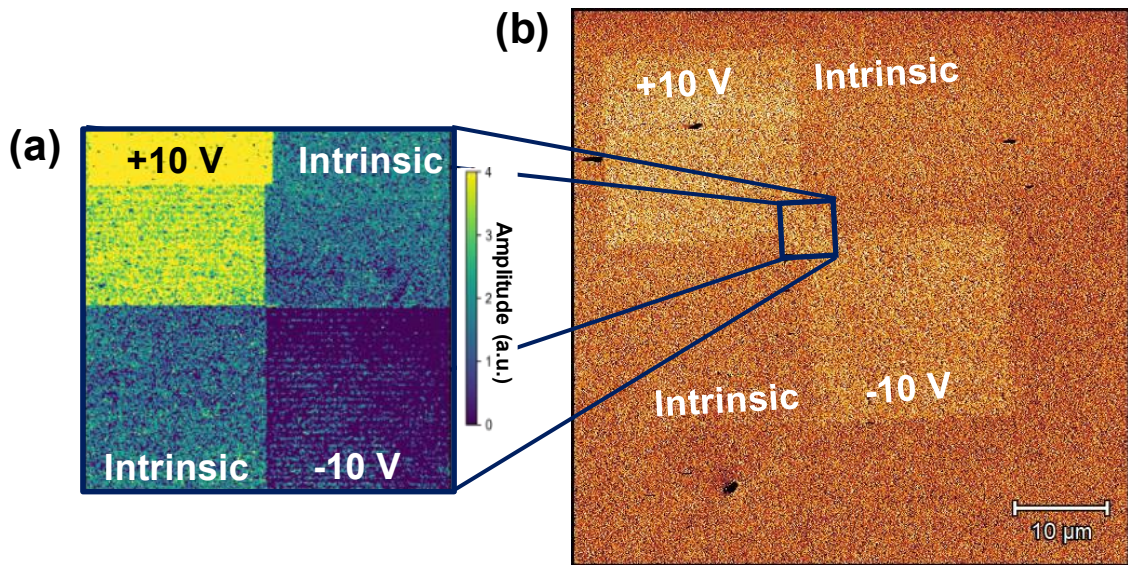 (a)
+10 V
Intrinsic
4
3
2
1
0
Amplitude (a.u.)
Intrinsic
-10 V
(b)
+10 V
Intrinsic
Intrinsic
-10 V
10 µm